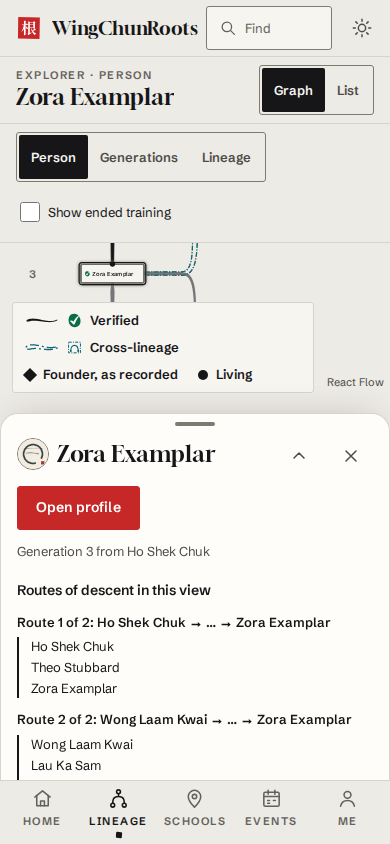 根 WingChunRoots Find
EXPLORER · PERSON
Zora Examplar
Graph List
Person Generations Lineage
Show ended training
3
Zora Examplar
Verified
Cross-lineage
Founder, as recorded Living
React Flow
Zora Examplar
Open profile
Generation 3 from Ho Shek Chuk
Routes of descent in this view
Route 1 of 2: Ho Shek Chuk → … → Zora Examplar
Ho Shek Chuk
Theo Stubbard
Zora Examplar
Route 2 of 2: Wong Laam Kwai → … → Zora Examplar
Wong Laam Kwai
Lau Ka Sam
HOME LINEAGE SCHOOLS EVENTS ME